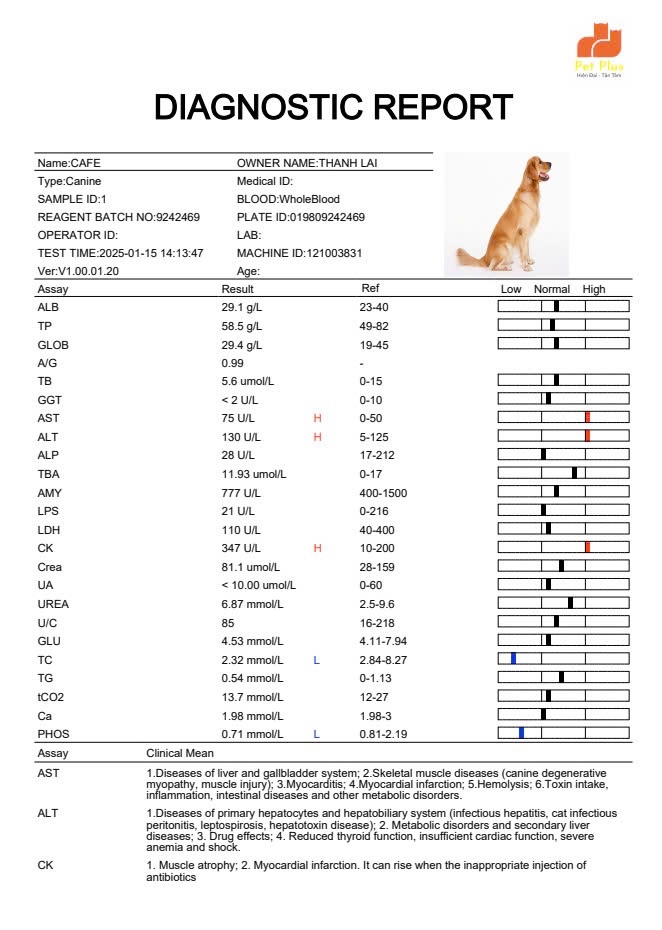 Pet Plus
Hiện Đại - Tận Tâm
DIAGNOSTIC REPORT
Name:CAFE OWNER NAME:THANH LAI
Type:Canine Medical ID:
SAMPLE ID:1 BLOOD:WholeBlood
REAGENT BATCH NO:9242469 PLATE ID:019809242469
OPERATOR ID: LAB:
TEST TIME:2025-01-15 14:13:47 MACHINE ID:121003831
Ver:V1.00.01.20 Age:
Assay Result Ref Low Normal High
ALB 29.1 g/L 23-40
TP 58.5 g/L 49-82
GLOB 29.4 g/L 19-45
A/G 0.99 -
TB 5.6 umol/L 0-15
GGT < 2 U/L 0-10
AST 75 U/L H 0-50
ALT 130 U/L H 5-125
ALP 28 U/L 17-212
TBA 11.93 umol/L 0-17
AMY 777 U/L 400-1500
LPS 21 U/L 0-216
LDH 110 U/L 40-400
CK 347 U/L H 10-200
Crea 81.1 umol/L 28-159
UA < 10.00 umol/L 0-60
UREA 6.87 mmol/L 2.5-9.6
U/C 85 16-218
GLU 4.53 mmol/L 4.11-7.94
TC 2.32 mmol/L L 2.84-8.27
TG 0.54 mmol/L 0-1.13
tCO2 13.7 mmol/L 12-27
Ca 1.98 mmol/L 1.98-3
PHOS 0.71 mmol/L L 0.81-2.19
Assay Clinical Mean
AST 1.Diseases of liver and gallbladder system; 2.Skeletal muscle diseases (canine degenerative
myopathy, muscle injury); 3.Myocarditis; 4.Myocardial infarction; 5.Hemolysis; 6.Toxin intake,
inflammation, intestinal diseases and other metabolic disorders.
ALT 1.Diseases of primary hepatocytes and hepatobiliary system (infectious hepatitis, cat infectious
peritonitis, leptospirosis, hepatotoxin disease); 2. Metabolic disorders and secondary liver
diseases; 3. Drug effects; 4. Reduced thyroid function, insufficient cardiac function, severe
anemia and shock.
CK 1. Muscle atrophy; 2. Myocardial infarction. It can rise when the inappropriate injection of
antibiotics